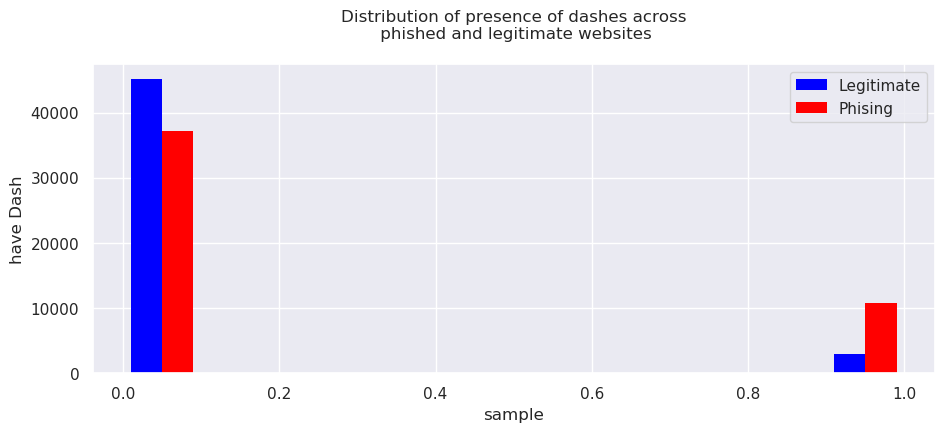 Distribution of presence of dashes across
phished and legitimate websites
Legitimate
Phising
40000
30000
20000
10000
0
have Dash
0.0 0.2 0.4 0.6 0.8 1.0
sample